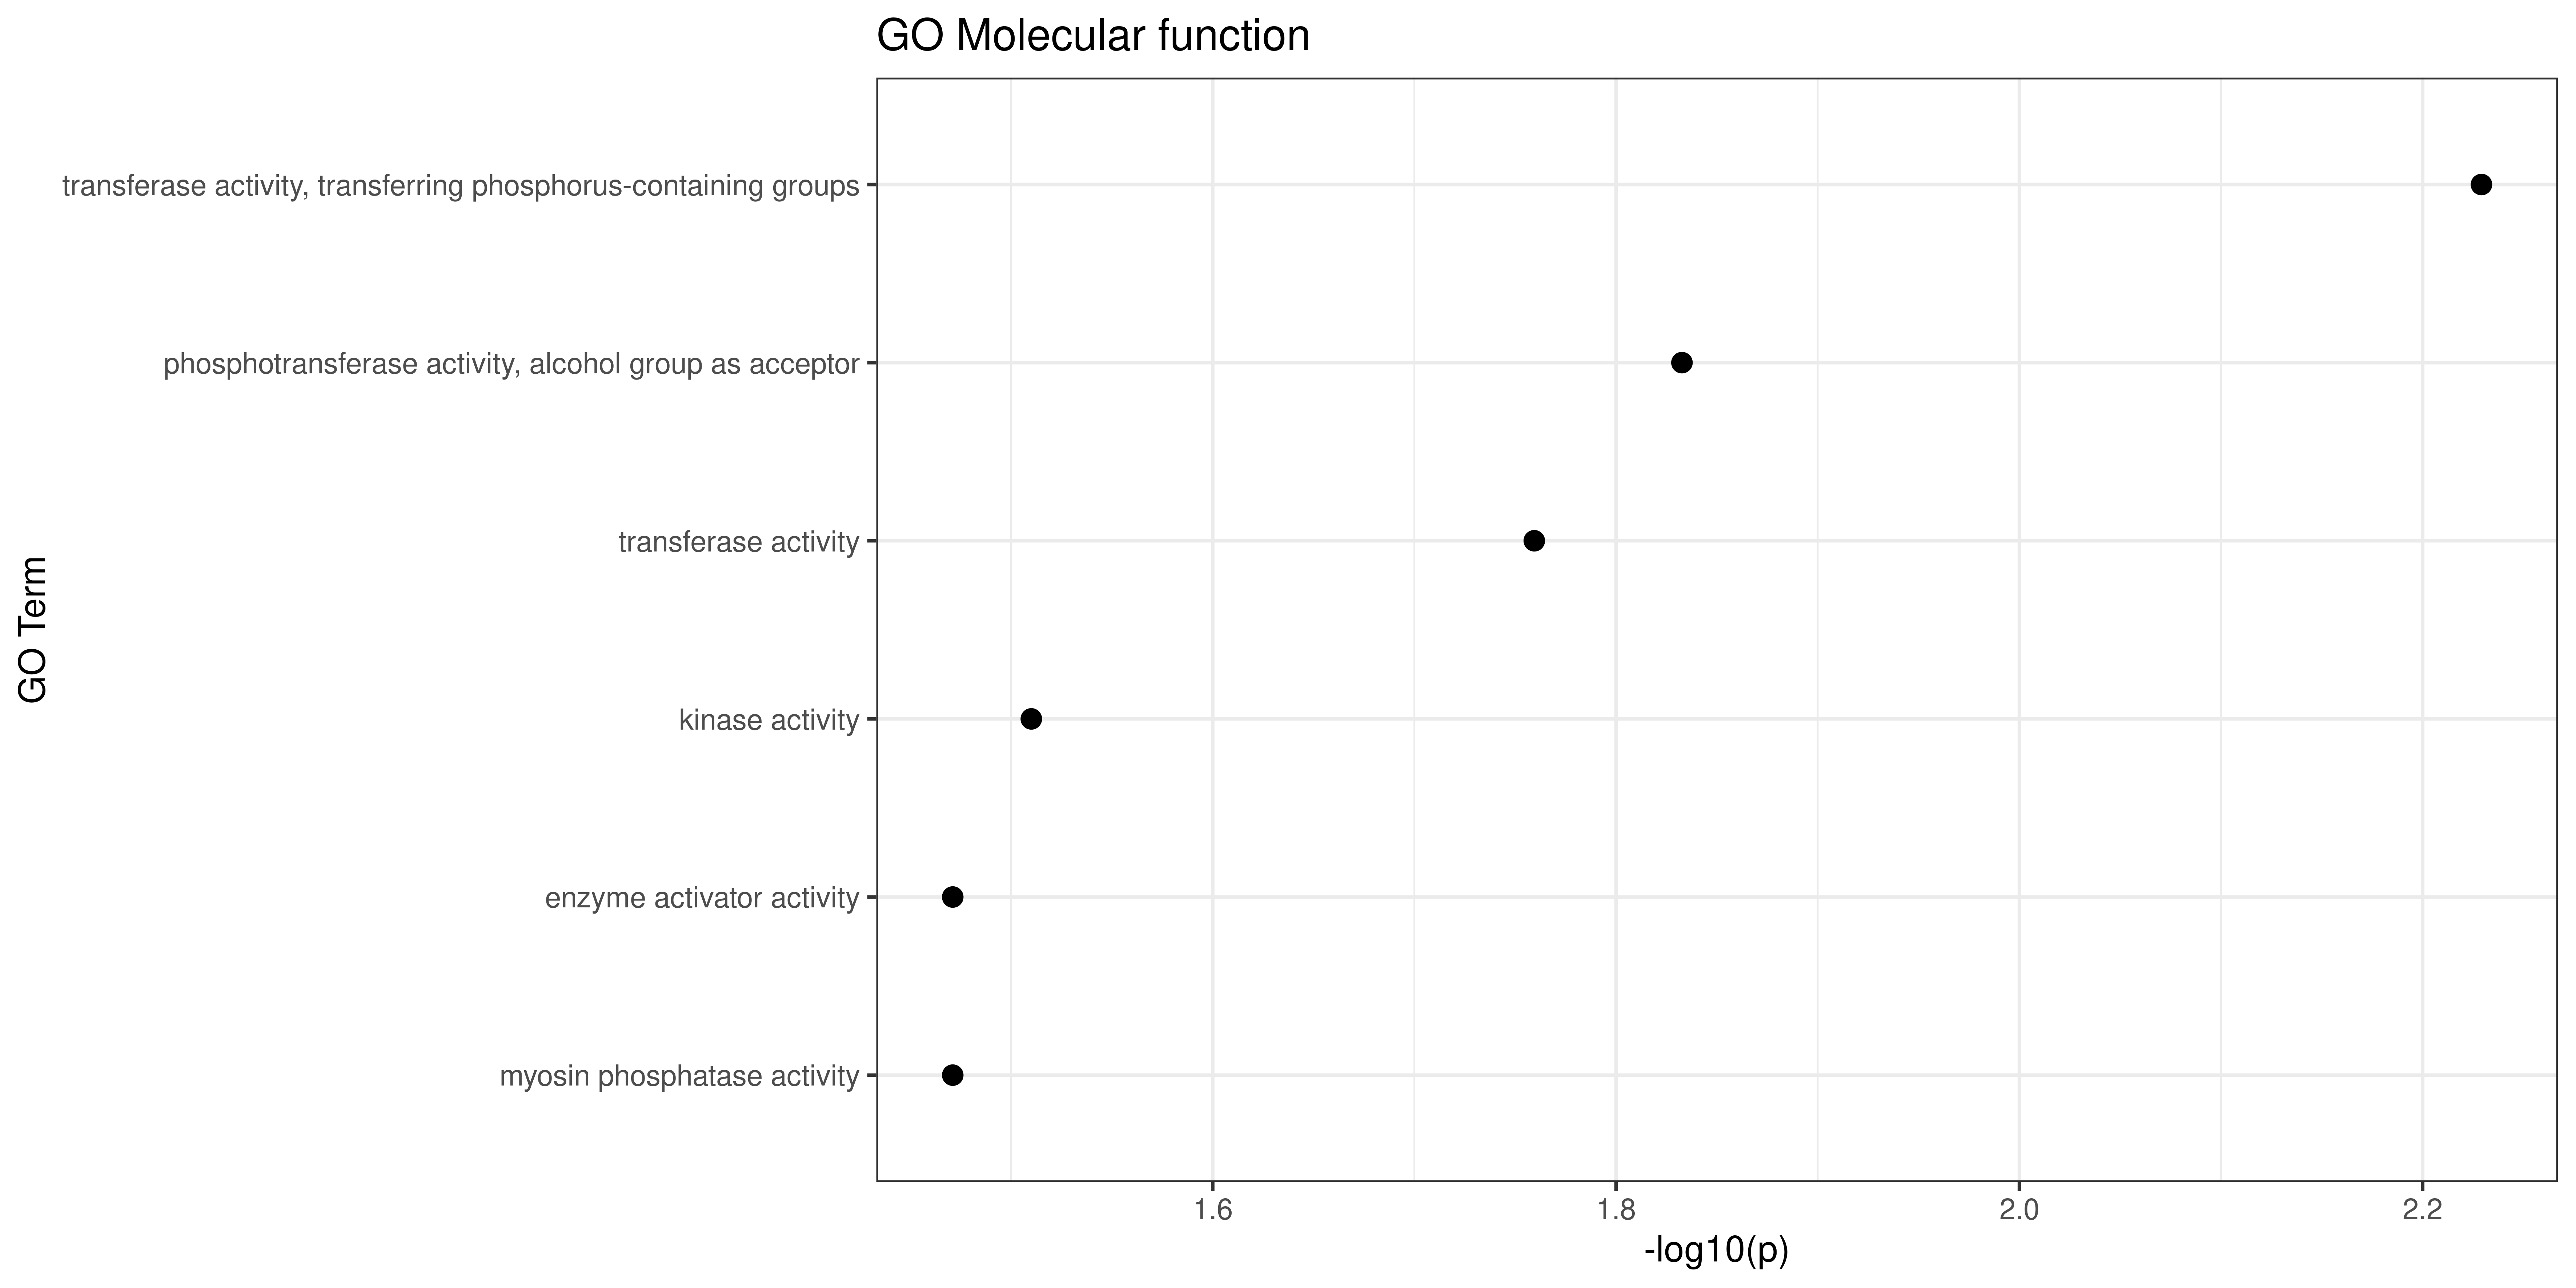 GO Molecular function
transferase activity, transferring phosphorus-containing groups
phosphotransferase activity, alcohol group as acceptor
transferase activity
kinase activity
enzyme activator activity
myosin phosphatase activity
GO Term
1.6 1.8 2.0 2.2
-log10(p)